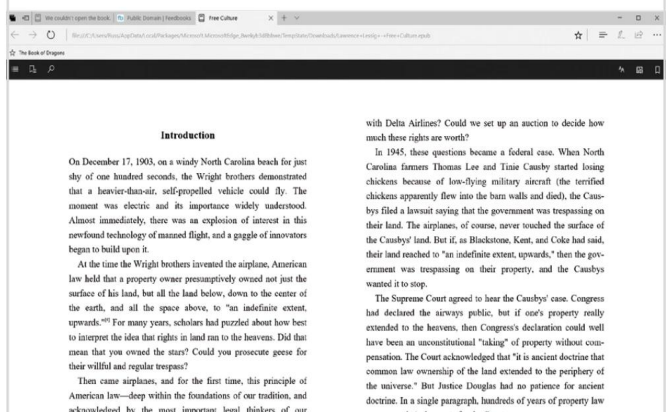 We couldn't open the book.
Public Domain | Feedbooks
Free Culture
The Book of Dragons
Introduction
On December 17, 1903, on a windy North Carolina beach for just
shy of one hundred seconds, the Wright brothers demonstrated
that a heavier-than-air, self-propelled vehicle could fly. The
moment was electric and its importance widely understood.
Almost immediately, there was an explosion of interest in this
newfound technology of manned flight, and a gaggle of innovators
began to build upon it.
At the time the Wright brothers invented the airplane, American
law held that a property owner presumptively owned not just the
surface of his land, but all the land below, down to the center of
the earth, and all the space above, to "an indefinite extent,
upwards." For many years, scholars had puzzled about how best
to interpret the idea that rights in land ran to the heavens. Did that
mean that you owned the stars? Could you prosecute geese for
their willful and regular trespass?
Then came airplanes, and for the first time, this principle of
American law—deep within the foundations of our tradition, and
acknowledged by the most important legal thinkers of our
with Delta Airlines? Could we set up an auction to decide how
much these rights are worth?
In 1945, these questions became a federal case. When North
Carolina farmers Thomas Lee and Tinie Causby started losing
chickens because of low-flying military aircraft (the terrified
chickens apparently flew into the barn walls and died), the Caus-
bys filed a lawsuit saying that the government was trespassing on
their land. The airplanes, of course, never touched the surface of
the Causbys' land. But if, as Blackstone, Kent, and Coke had said,
their land reached to "an indefinite extent, upwards," then the gov-
ernment was trespassing on their property, and the Causbys
wanted it to stop.
The Supreme Court agreed to hear the Causbys' case. Congress
had declared the airways public, but if one's property really
extended to the heavens, then Congress's declaration could well
have been an unconstitutional "taking" of property without com-
pensation. The Court acknowledged that "it is ancient doctrine that
common law ownership of the land extended to the periphery of
the universe." But Justice Douglas had no patience for ancient
doctrine. In a single paragraph, hundreds of years of property law